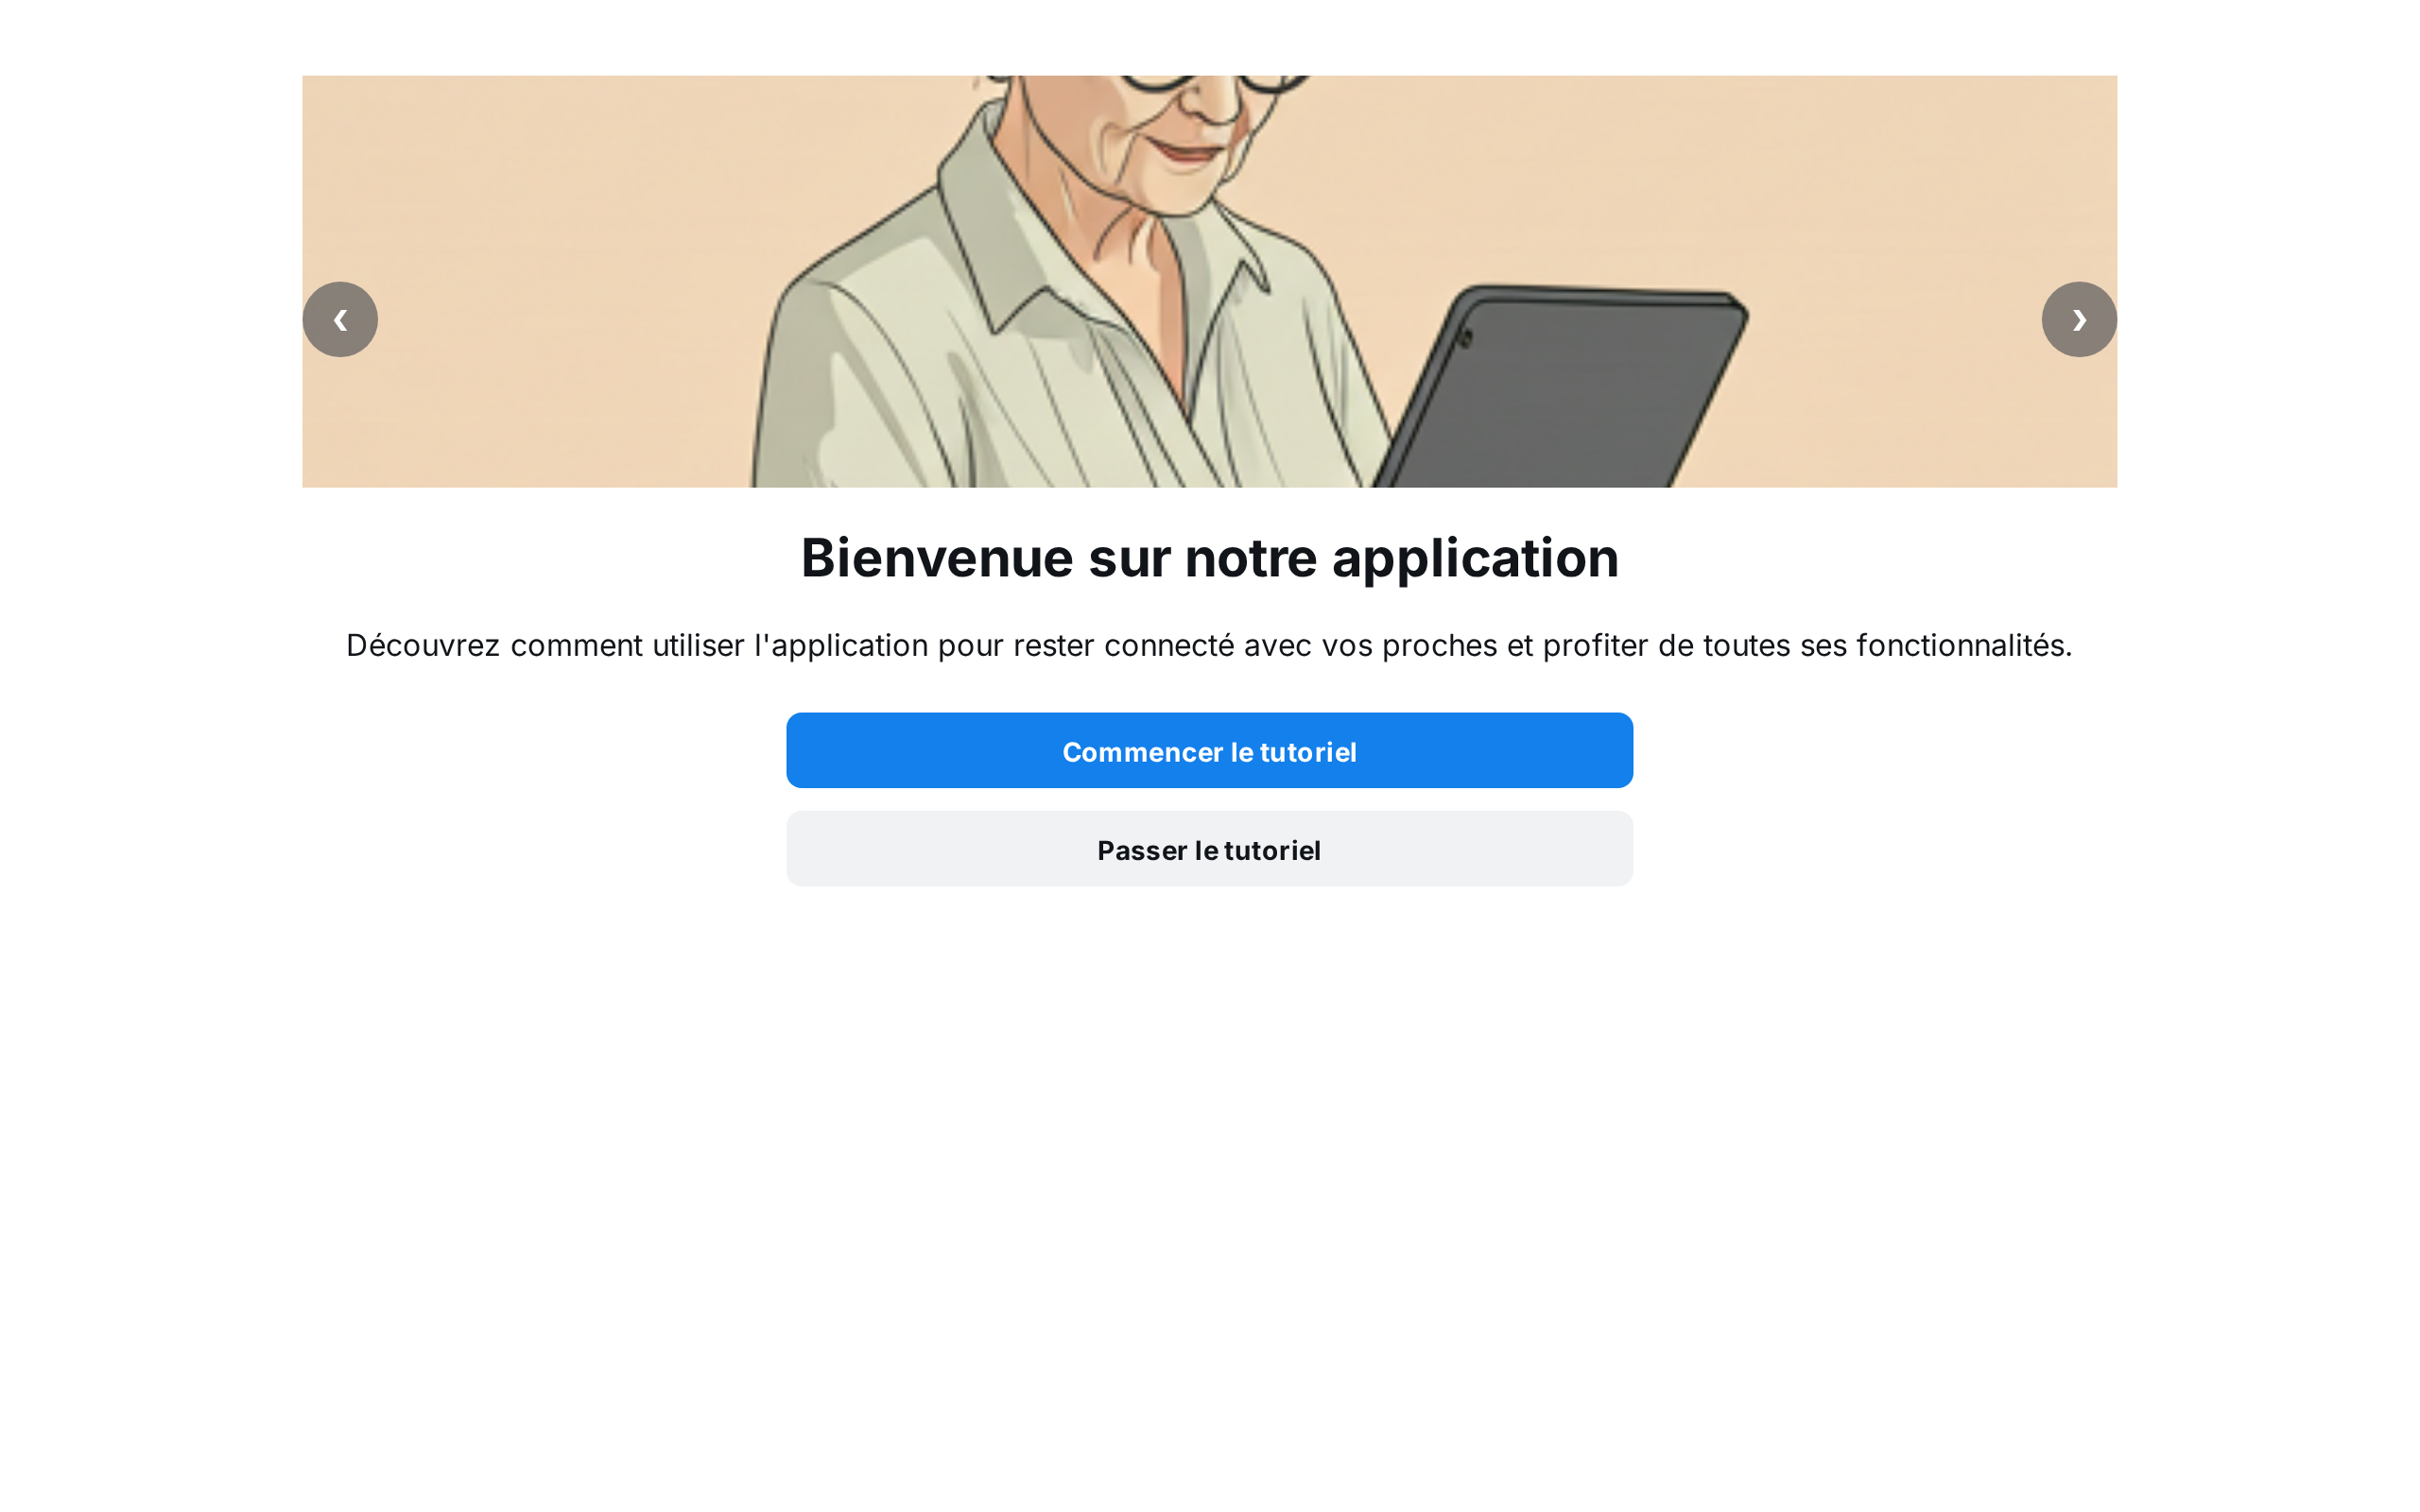 ‹
›
Bienvenue sur notre application
Découvrez comment utiliser l'application pour rester connecté avec vos proches et profiter de toutes ses fonctionnalités.
Commencer le tutoriel
Passer le tutoriel